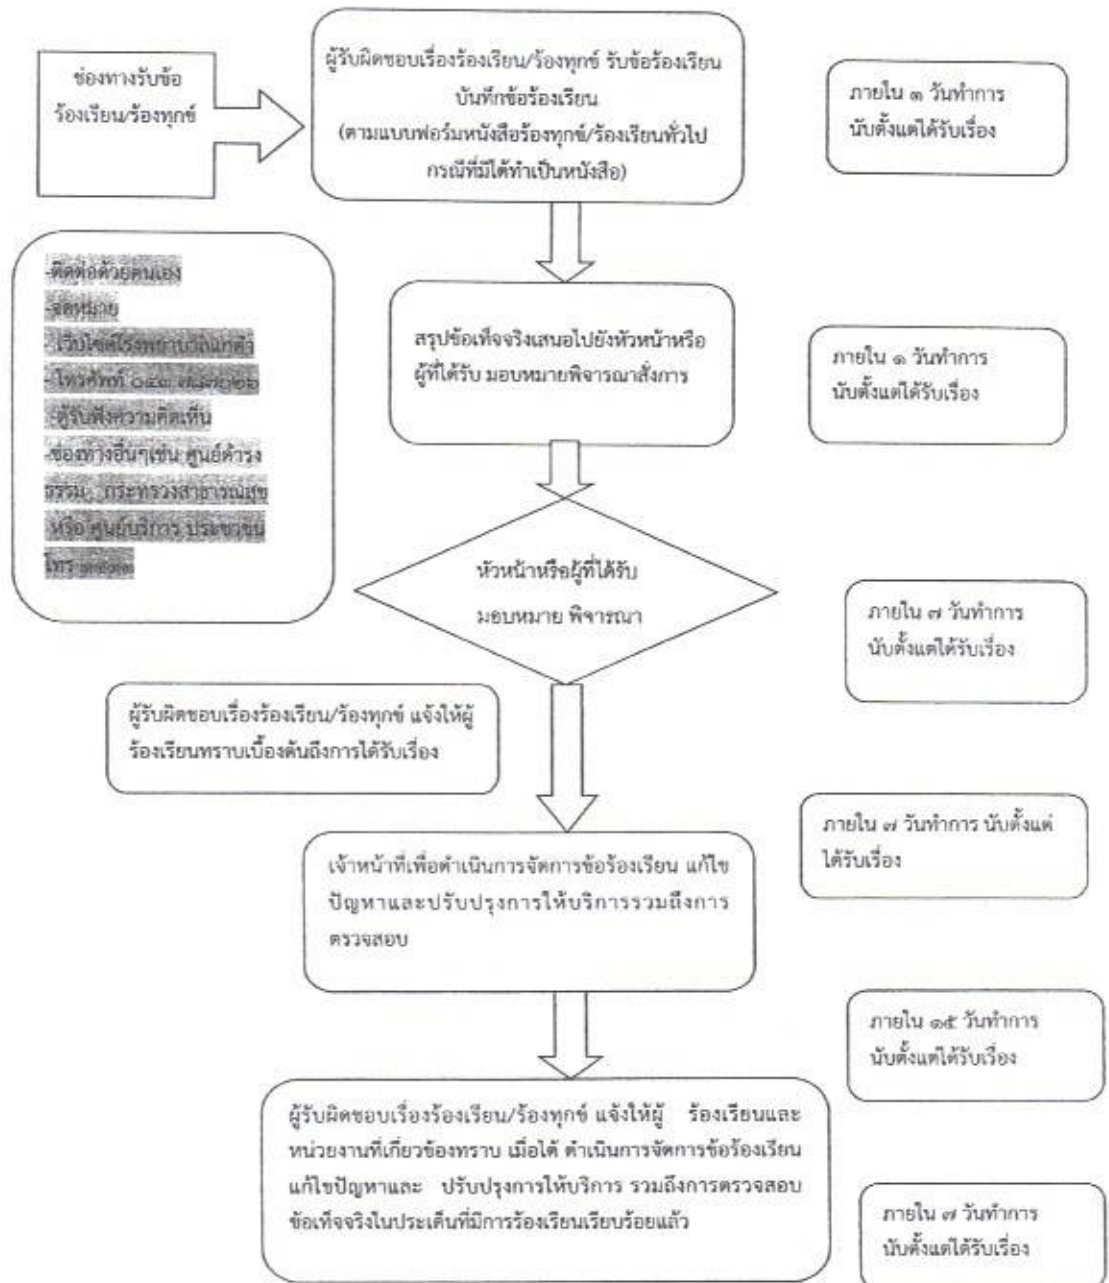 ช่องทางรับข้อ
ร้องเรียน/ร้องทุกข์
ผู้รับผิดชอบเรื่องร้องเรียน/ร้องทุกข์ รับข้อร้องเรียน
บันทึกข้อร้องเรียน
(ตามแบบฟอร์มหนังสือร้องทุกข์/ร้องเรียนทั่วไป
กรณีที่มิได้ทำเป็นหนังสือ)
ภายใน ๑ วันทำการ
นับตั้งแต่ได้รับเรื่อง
-ติดต่อด้วยตนเอง
-จดหมาย
- เว็บไซต์โรงพยาบาลแกดำ
- โทรศัพท์ ๐๔๓
-ตู้รับฟังความคิดเห็น
-ช่องทางอื่นๆเช่น ศูนย์ดำรง
ธรรม กระทรวงสาธารณสุข
หรือ ศูนย์บริการ ประชาชน
โทร
สรุปข้อเท็จจริงเสนอไปยังหัวหน้าหรือ
ผู้ที่ได้รับ มอบหมายพิจารณาสั่งการ
ภายใน ๑ วันทำการ
นับตั้งแต่ได้รับเรื่อง
หัวหน้าหรือผู้ที่ได้รับ
มอบหมาย พิจารณา
ภายใน ๗ วันทำการ
นับตั้งแต่ได้รับเรื่อง
ผู้รับผิดชอบเรื่องร้องเรียน/ร้องทุกข์ แจ้งให้ผู้
ร้องเรียนทราบเบื้องต้นถึงการได้รับเรื่อง
ภายใน ๗ วันทำการ นับตั้งแต่
ได้รับเรื่อง
เจ้าหน้าที่เพื่อดำเนินการจัดการข้อร้องเรียน แก้ไข
ปัญหาและปรับปรุงการให้บริการรวมถึงการ
ตรวจสอบ
ภายใน ๑๕ วันทำการ
นับตั้งแต่ได้รับเรื่อง
ผู้รับผิดชอบเรื่องร้องเรียน/ร้องทุกข์ แจ้งให้ผู้ ร้องเรียนและ
หน่วยงานที่เกี่ยวข้องทราบ เมื่อได้ ดำเนินการจัดการข้อร้องเรียน
แก้ไขปัญหาและ ปรับปรุงการให้บริการ รวมถึงการตรวจสอบ
ข้อเท็จจริงในประเด็นที่มีการร้องเรียนเรียบร้อยแล้ว
ภายใน ๗ วันทำการ
นับตั้งแต่ได้รับเรื่อง